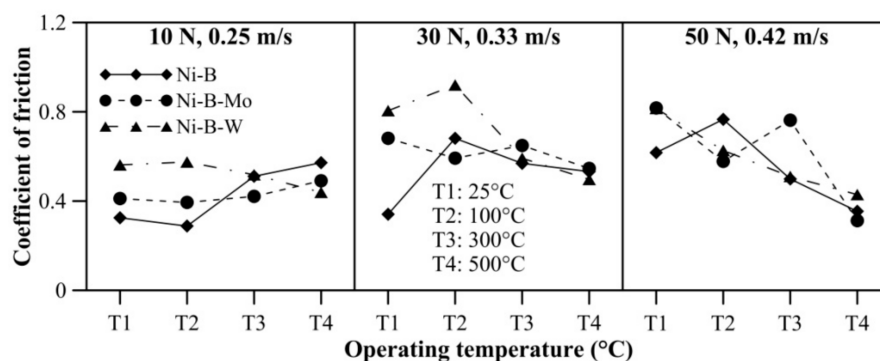 Coefficient of friction
1.2
0.8
0.4
0
10 N, 0.25 m/s
30 N, 0.33 m/s
50 N, 0.42 m/s
Ni-B
Ni-B-Mo
Ni-B-W
T1: 25°C
T2: 100°C
T3: 300°C
T4: 500°C
T1 T2 T3 T4 T1 T2 T3 T4 T1 T2 T3 T4
Operating temperature (°C)